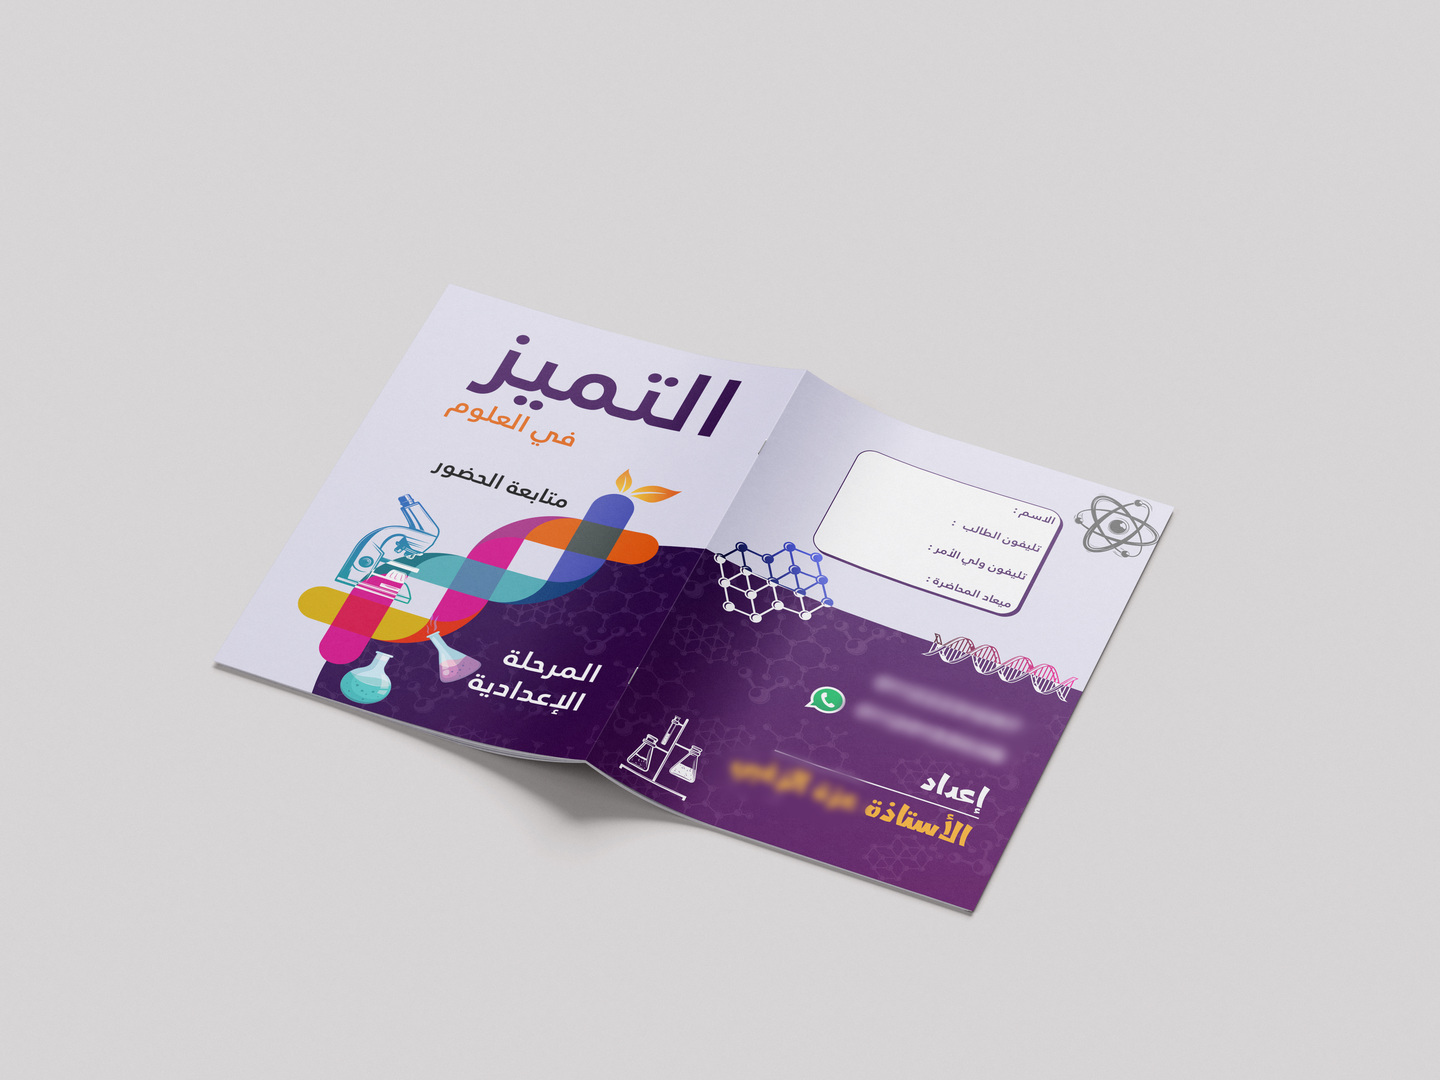 التميز
في العلوم
متابعة الحضور
المرحلة
الإعدادية
الاسم :
تليفون الطالب :
تليفون ولي الأمر :
ميعاد المحاضرة :
إعداد
الأستاذة